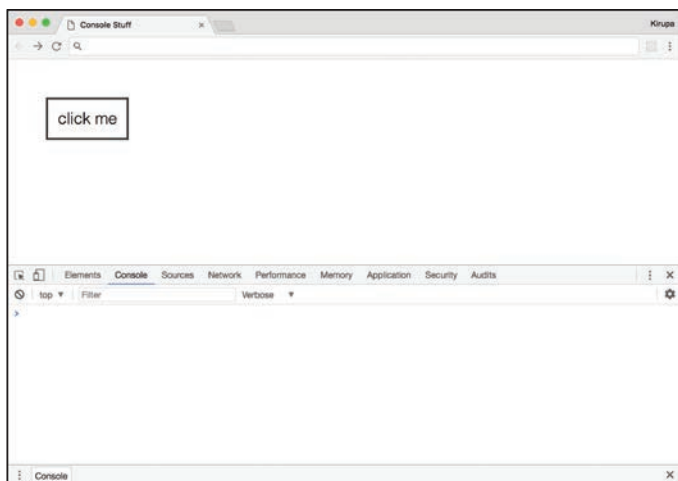 Console Stuff
Kirupa
click me
Elements Console Sources Network Performance Memory Application Security Audits
top Filter Verbose
Console